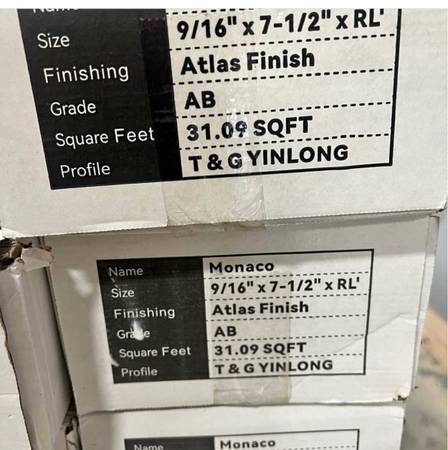 Name
Size 9/16" x 7-1/2" x RL'
Finishing Atlas Finish
Grade AB
Square Feet 31.09 SQFT
Profile T & G YINLONG
Name Monaco
Size 9/16" x 7-1/2" x RL'
Finishing Atlas Finish
Grade AB
Square Feet 31.09 SQFT
Profile T & G YINLONG
Name Monaco